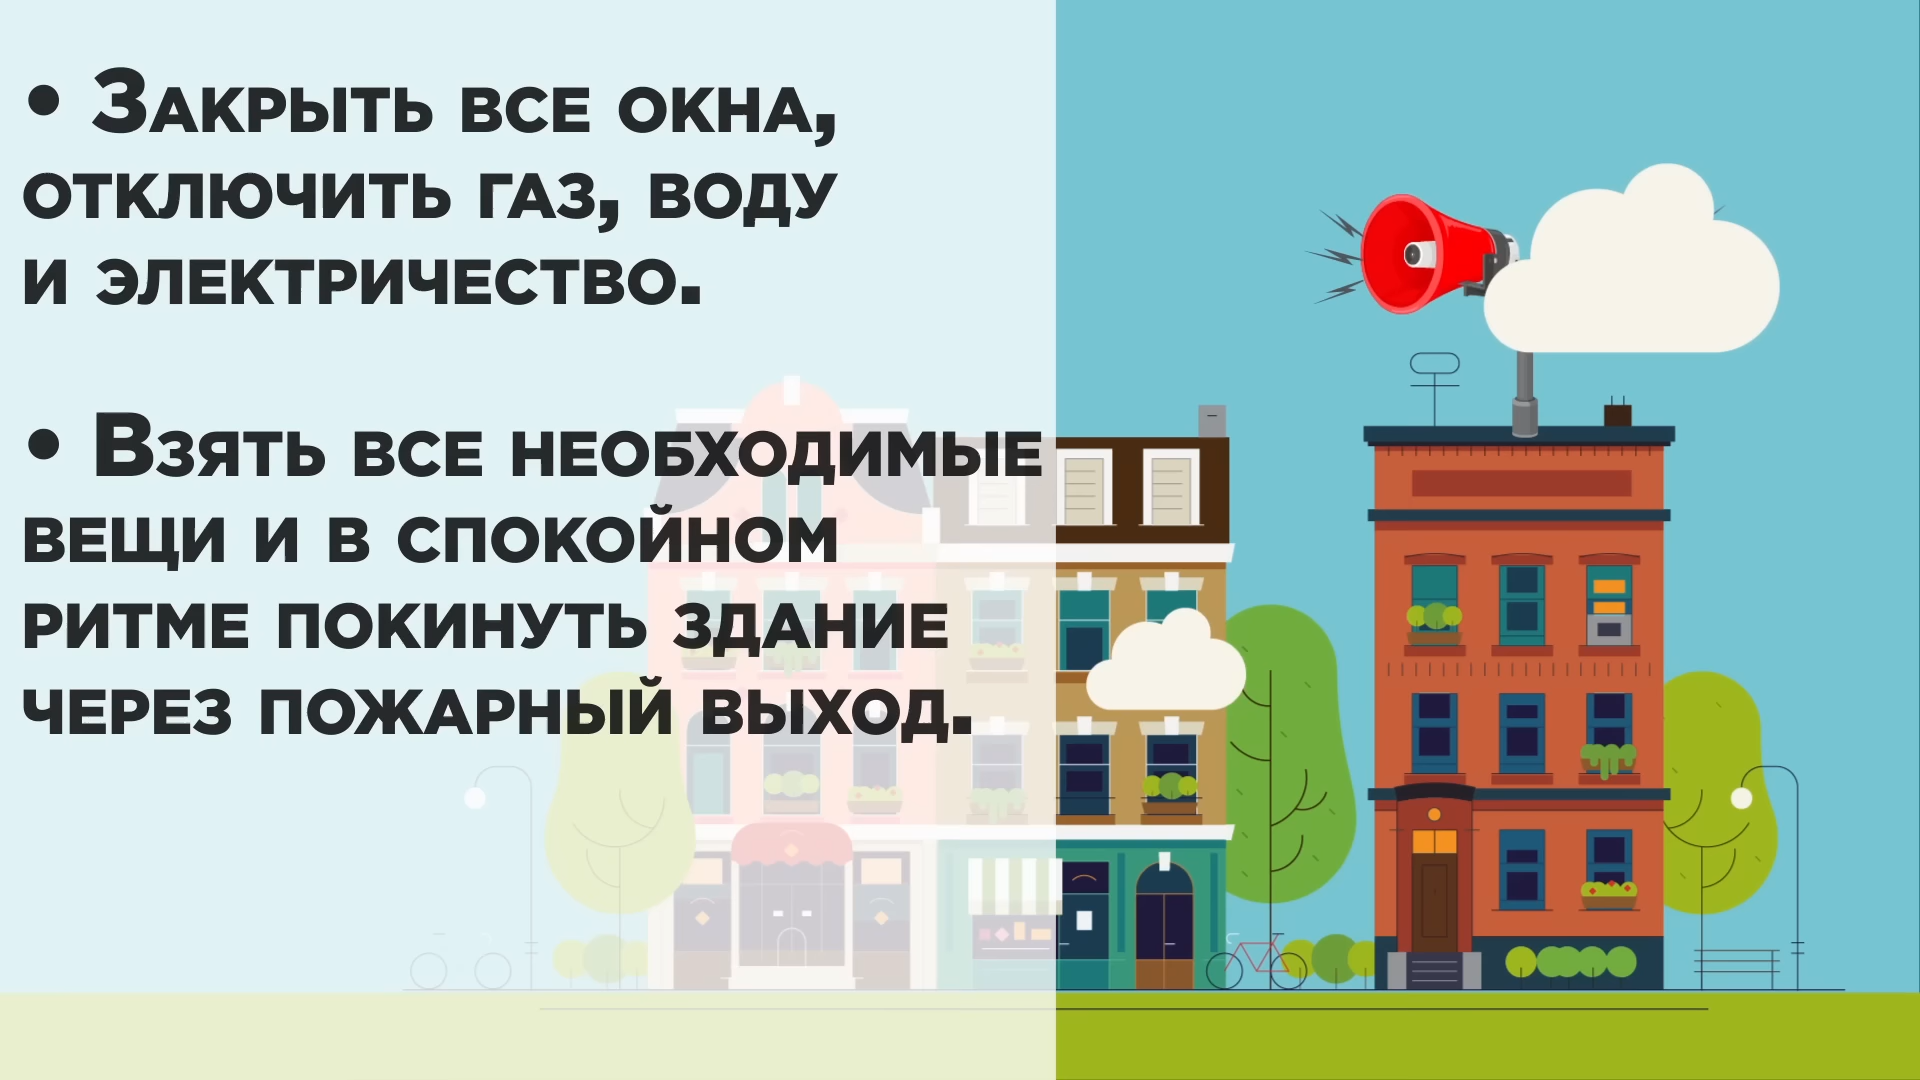 • Закрыть все окна,
отключить газ, воду
и электричество.
• Взять все необходимые
вещи и в спокойном
ритме покинуть здание
через пожарный выход.